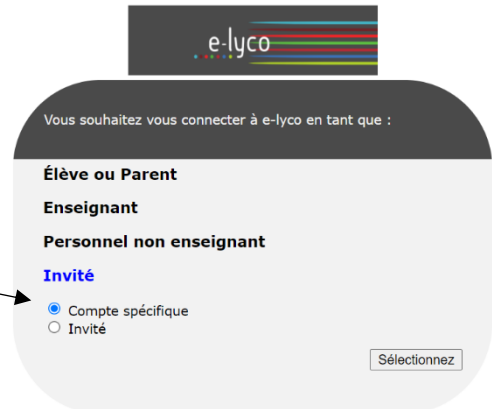 e-lyco
Vous souhaitez vous connecter à e-lyco en tant que :
Élève ou Parent
Enseignant
Personnel non enseignant
Invité
Compte spécifique
Invité
Sélectionnez